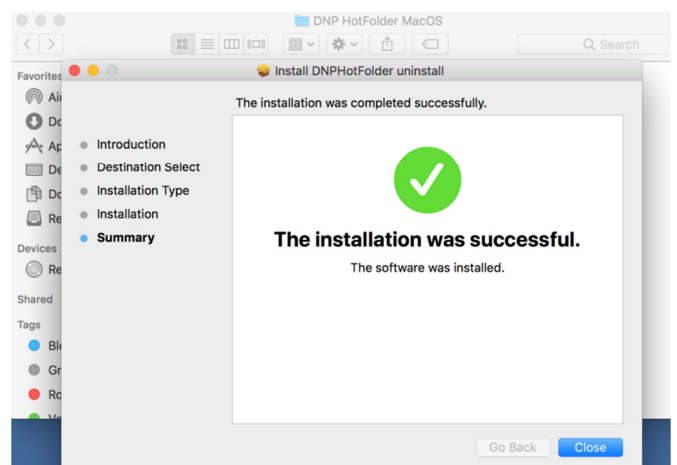 DNP HotFolder MacOS
Search
Favorites
Install DNPHotFolder uninstall
The installation was completed successfully.
Introduction
Destination Select
Installation Type
Installation
Summary
The installation was successful.
The software was installed.
Devices
Shared
Tags
Go Back
Close